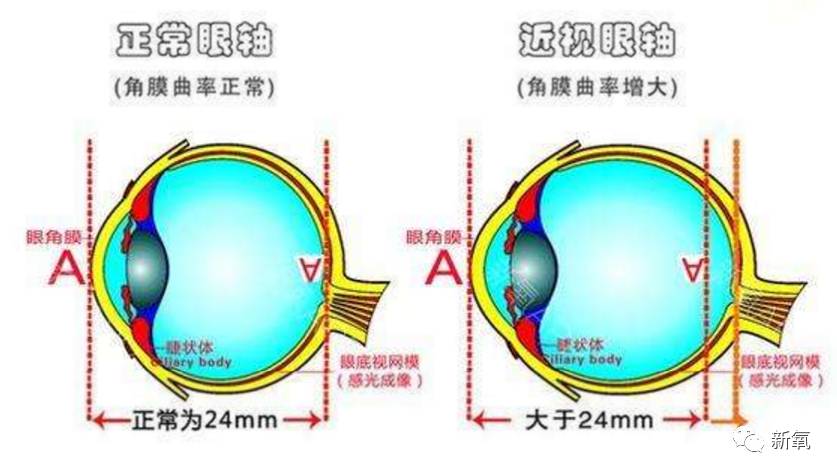 正常眼轴
(角膜曲率正常)
眼角膜
A
A
睫状体
Ciliary body
眼底视网模
(感光成像)
正常为24mm
近视眼轴
(角膜曲率增大)
眼角膜
A
A
睫状体
Ciliary body
眼底视网模
(感光成像)
大于24mm
新氧